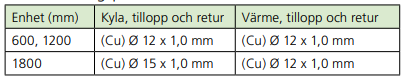 Enhet (mm) Kyla, tillopp och retur Värme, tillopp och retur
600, 1200 (Cu) Ø 12 x 1,0 mm (Cu) Ø 12 x 1,0 mm
1800 (Cu) Ø 15 x 1,0 mm (Cu) Ø 12 x 1,0 mm